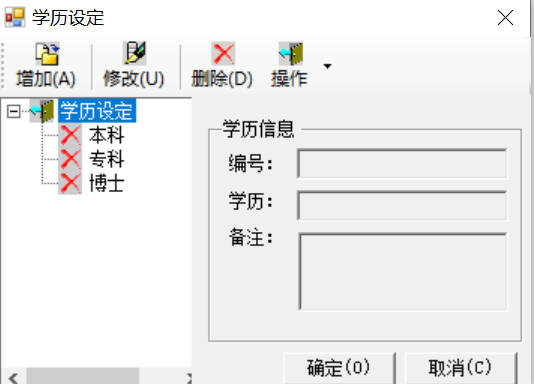 学历设定
增加(A) 修改(U) 删除(D) 操作
学历设定
本科
专科
博士
学历信息
编号：
学历：
备注：
确定(O) 取消(C)